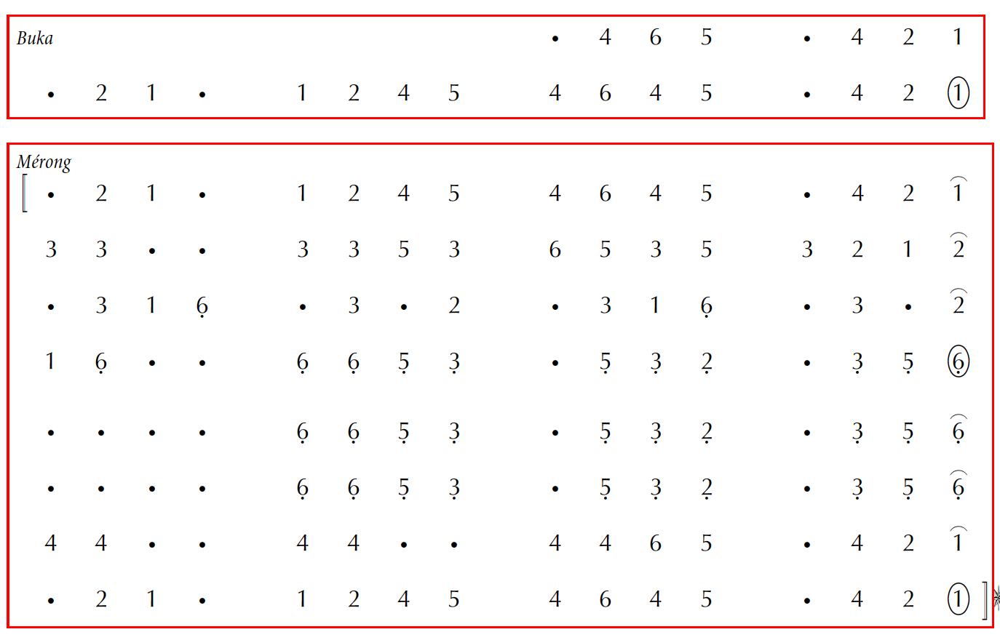 Buka • 4 6 5 • 4 2 1
• 2 1 • 1 2 4 5 4 6 4 5 • 4 2 (1)
Mérong
[ • 2 1 • 1 2 4 5 4 6 4 5 • 4 2 1̑
3 3 • • 3 3 5 3 6 5 3 5 3 2 1 2̑
• 3 1 6̣ • 3 • 2 • 3 1 6̣ • 3 • 2̑
1 6̣ • • 6̣ 6̣ 5̣ 3̣ • 5̣ 3̣ 2̣ • 3̣ 5̣ (6̣)
• • • • 6̣ 6̣ 5̣ 3̣ • 5̣ 3̣ 2̣ • 3̣ 5̣ 6̣̑
• • • • 6̣ 6̣ 5̣ 3̣ • 5̣ 3̣ 2̣ • 3̣ 5̣ 6̣̑
4 4 • • 4 4 • • 4 4 6 5 • 4 2 1̑
• 2 1 • 1 2 4 5 4 6 4 5 • 4 2 (1) ] *